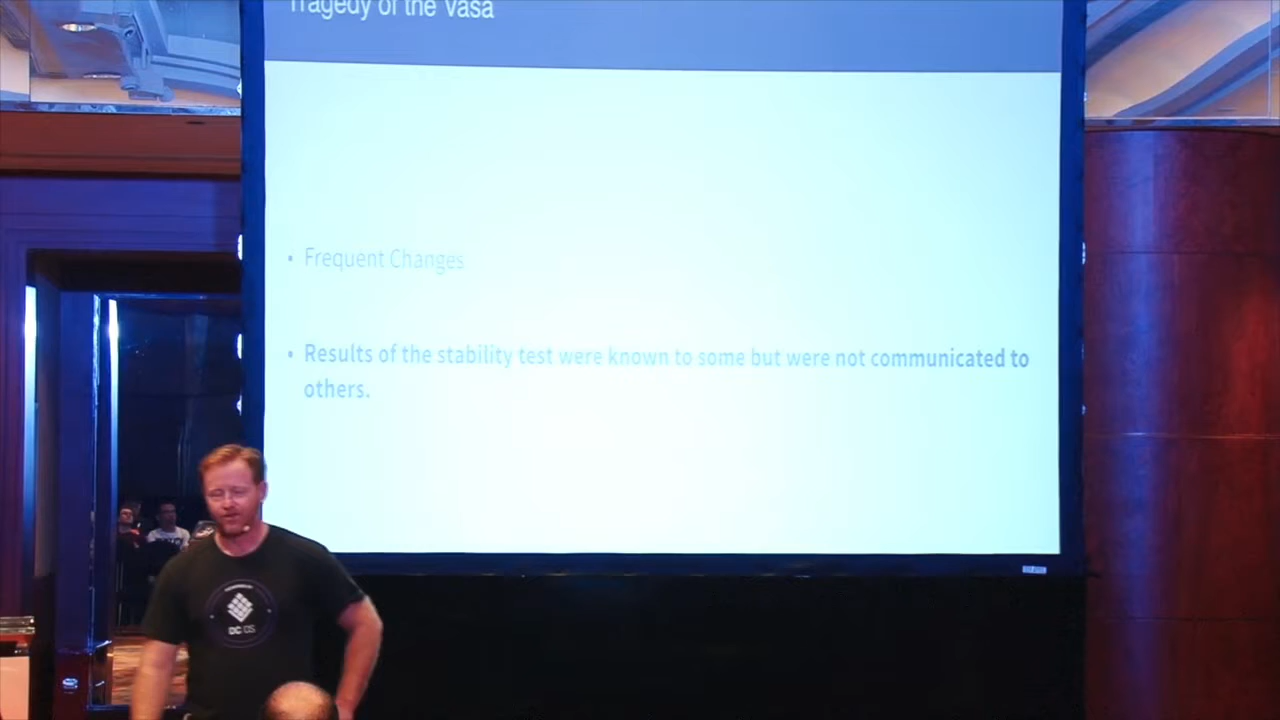 Tragedy of the Vasa
• Frequent Changes
• Results of the stability test were known to some but were not communicated to
others.
DC/OS